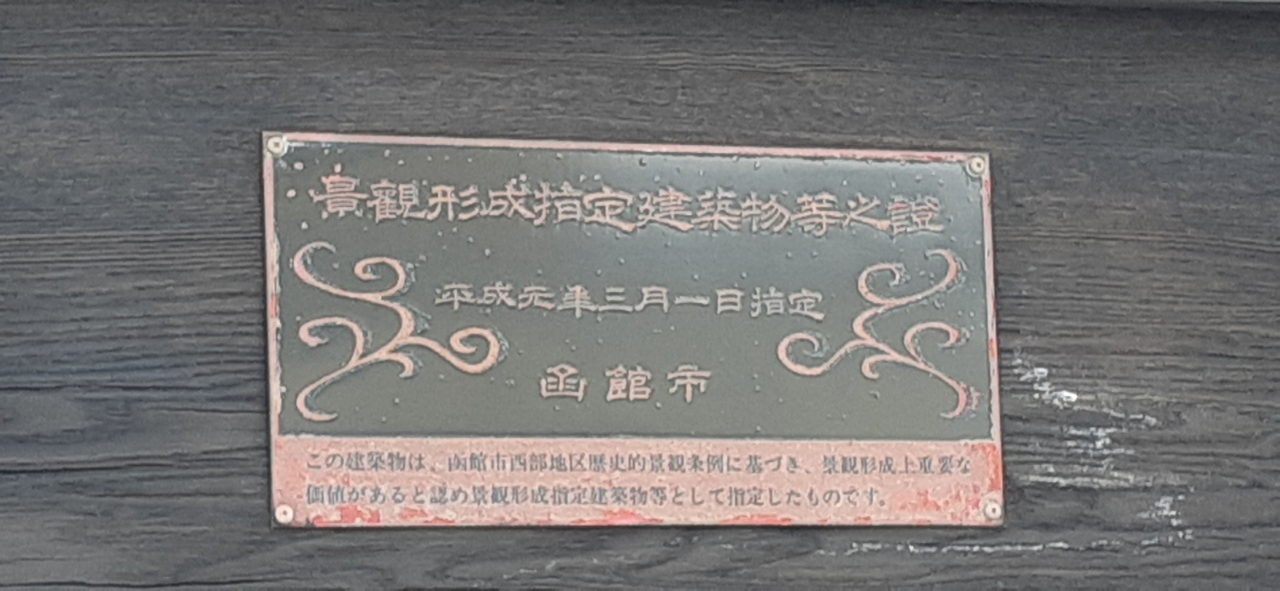 景觀形成指定建築物等之證
平成元年三月一日指定
函館市
この建築物は、函館市西部地区歴史的景観条例に基づき、景観形成上重要な
価値があると認め景観形成指定建築物等として指定したものです。